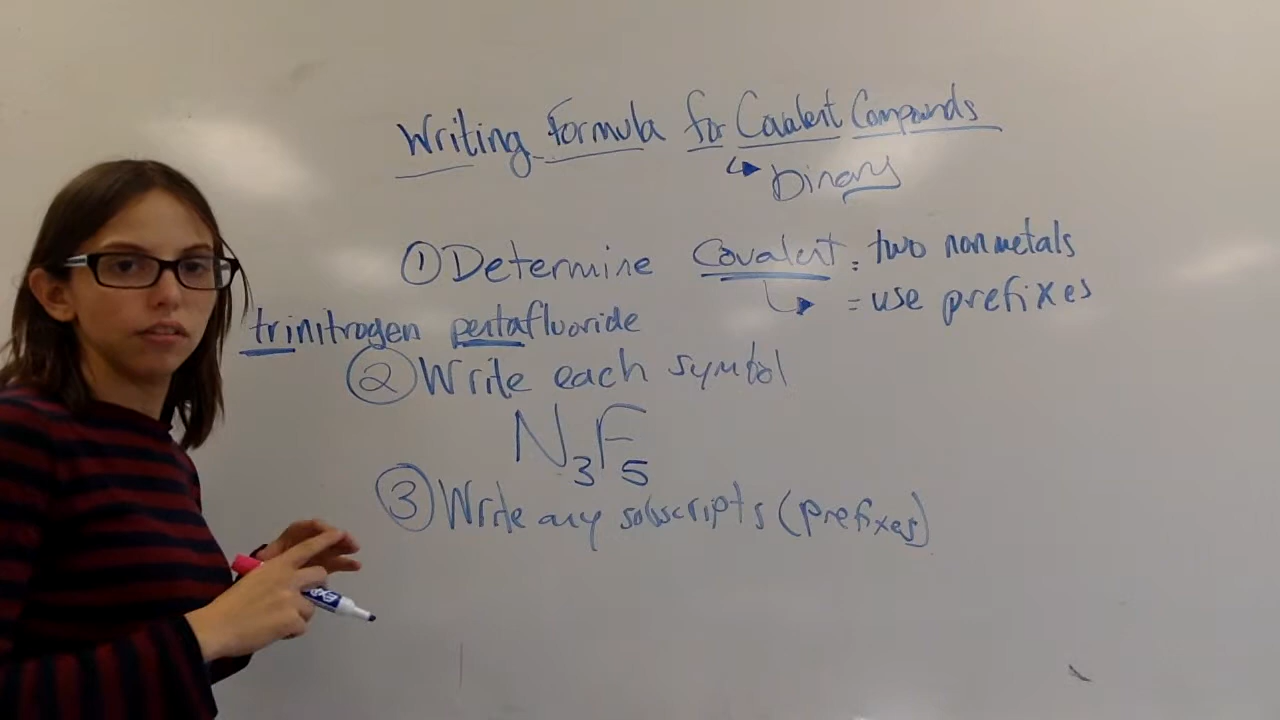 Writing Formula for Covalent Compounds
↳ binary
① Determine Covalent : two nonmetals
↳ = use prefixes
trinitrogen pentafluoride
② Write each symbol
N₃F₅
③ Write any subscripts (prefixes)
EXPO